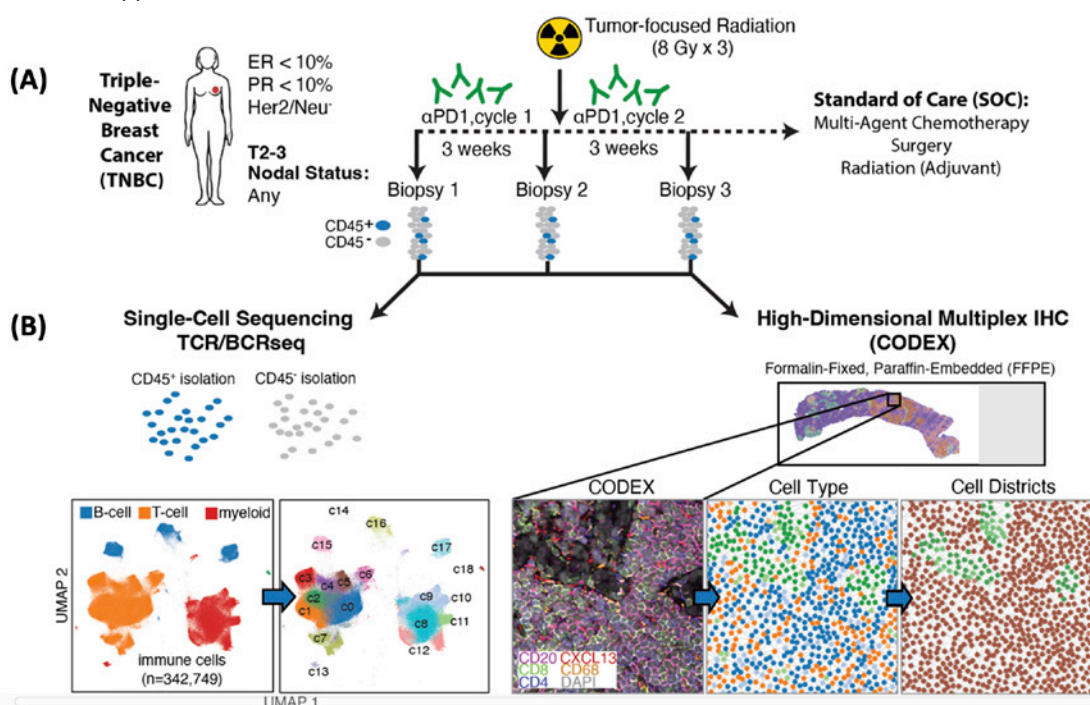 Tumor-focused Radiation
(8 Gy x 3)
(A)
Triple-
Negative
Breast
Cancer
(TNBC)
ER < 10%
PR < 10%
Her2/Neu-
T2-3
Nodal Status:
Any
αPD1,cycle 1
αPD1,cycle 2
3 weeks
3 weeks
Standard of Care (SOC):
Multi-Agent Chemotherapy
Surgery
Radiation (Adjuvant)
Biopsy 1
Biopsy 2
Biopsy 3
CD45+
CD45-
(B)
Single-Cell Sequencing
TCR/BCRseq
CD45+ isolation
CD45- isolation
High-Dimensional Multiplex IHC
(CODEX)
Formalin-Fixed, Paraffin-Embedded (FFPE)
B-cell
T-cell
myeloid
immune cells
(n=342,749)
UMAP 2
UMAP 1
c14
c16
c15
c17
c18
c3
c4
c5
c6
c2
c1
c0
c9
c10
c8
c11
c7
c12
c13
CODEX
Cell Type
Cell Districts
CD20 CXCL13
CD8 CD68
CD4 DAPI